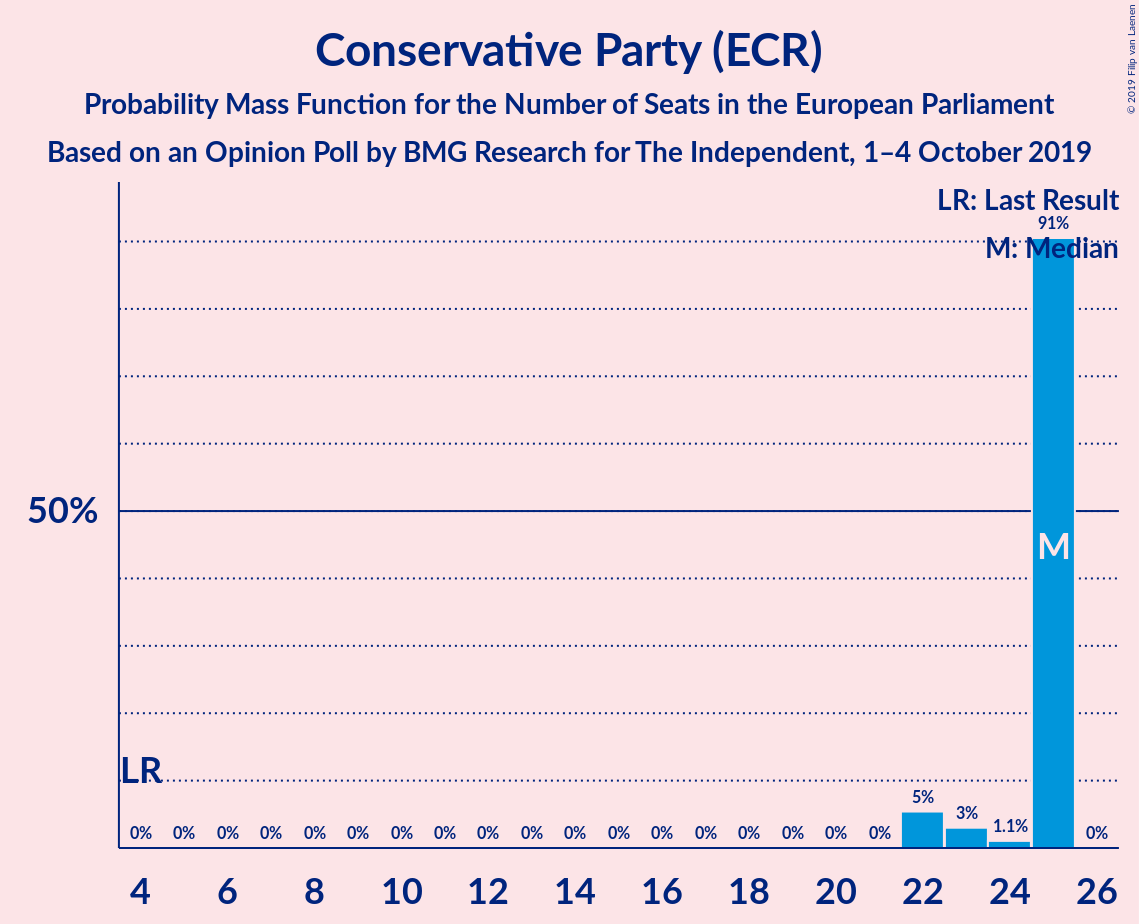 Conservative Party (ECR)
Probability Mass Function for the Number of Seats in the European Parliament
Based on an Opinion Poll by BMG Research for The Independent, 1–4 October 2019
© 2019 Filip van Laenen
LR: Last Result
91%
M: Median
50%
M
LR
0% 0% 0% 0% 0% 0% 0% 0% 0% 0% 0% 0% 0% 0% 0% 0% 0% 0% 5% 3% 1.1% 0%
4 6 8 10 12 14 16 18 20 22 24 26